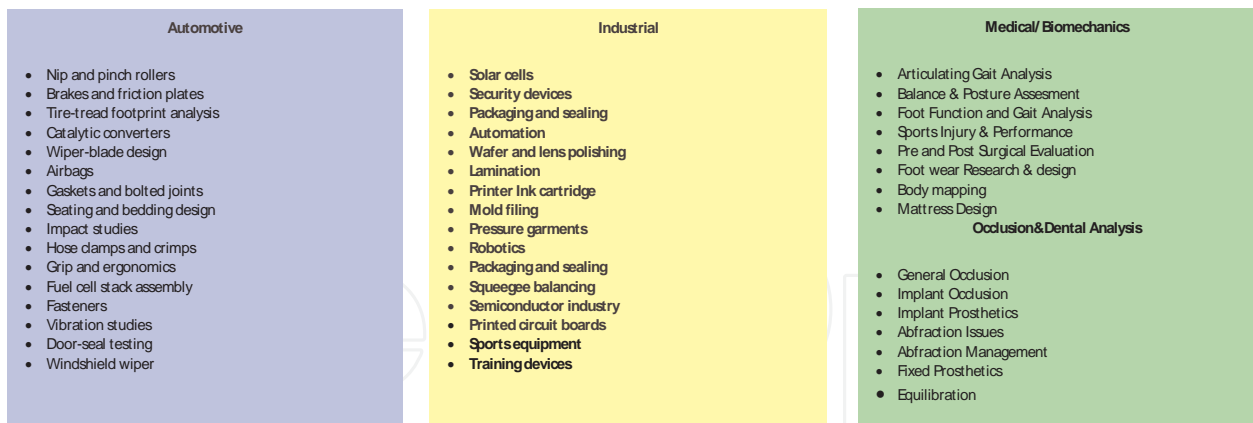 Automotive
• Nip and pinch rollers
• Brakes and friction plates
• Tire-tread footprint analysis
• Catalytic converters
• Wiper-blade design
• Airbags
• Gaskets and bolted joints
• Seating and bedding design
• Impact studies
• Hose clamps and crimps
• Grip and ergonomics
• Fuel cell stack assembly
• Fasteners
• Vibration studies
• Door-seal testing
• Windshield wiper
Industrial
• Solar cells
• Security devices
• Packaging and sealing
• Automation
• Wafer and lens polishing
• Lamination
• Printer Ink cartridge
• Mold filing
• Pressure garments
• Robotics
• Packaging and sealing
• Squeegee balancing
• Semiconductor industry
• Printed circuit boards
• Sports equipment
• Training devices
Medical/ Biomechanics
• Articulating Gait Analysis
• Balance & Posture Assesment
• Foot Function and Gait Analysis
• Sports Injury & Performance
• Pre and Post Surgical Evaluation
• Foot wear Research & design
• Body mapping
• Mattress Design
Occlusion&Dental Analysis
• General Occlusion
• Implant Occlusion
• Implant Prosthetics
• Abfraction Issues
• Abfraction Management
• Fixed Prosthetics
• Equilibration